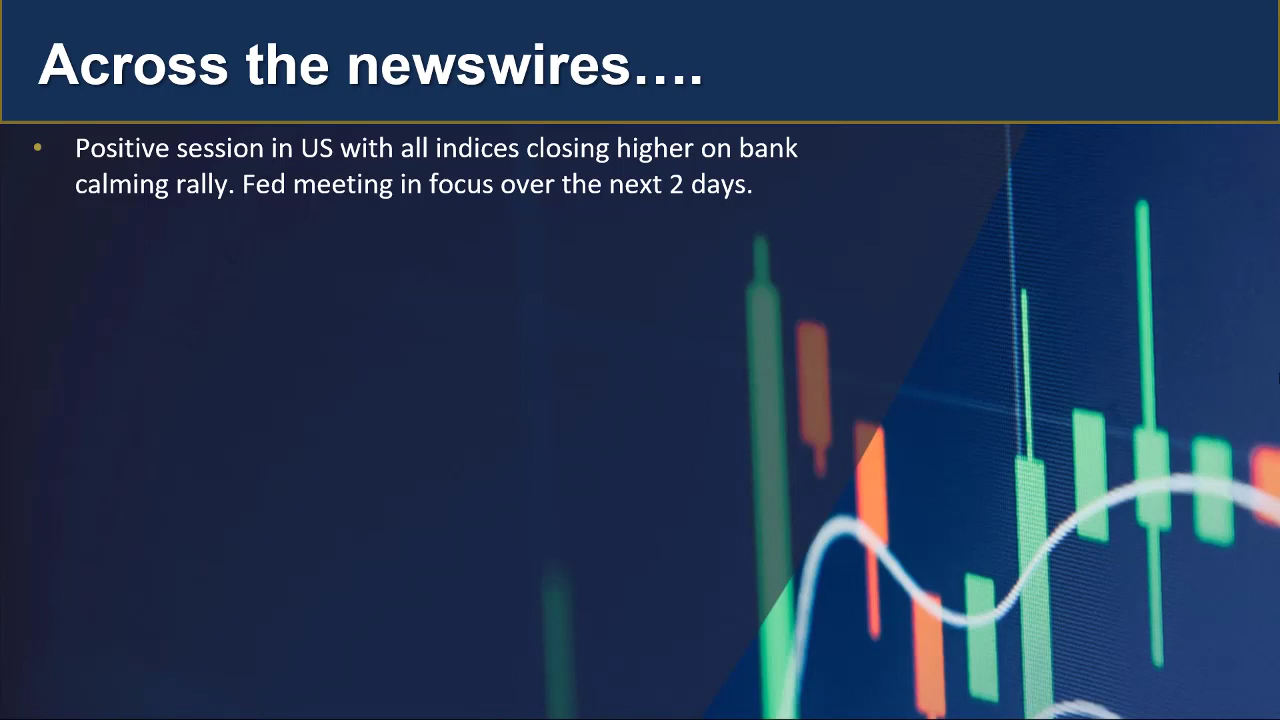 Across the newswires….
• Positive session in US with all indices closing higher on bank
calming rally. Fed meeting in focus over the next 2 days.